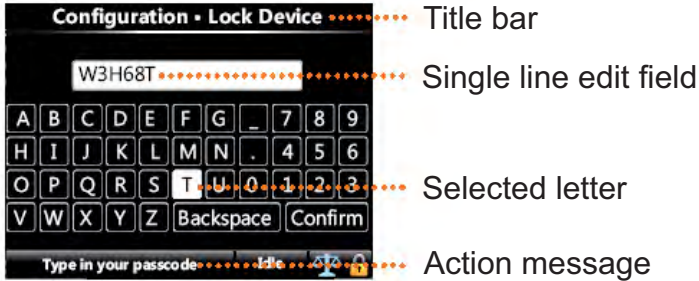 Configuration • Lock Device
Title bar
W3H68T
Single line edit field
A B C D E F G _ 7 8 9
H I J K L M N . 4 5 6
O P Q R S T U 0 1 2 3
Selected letter
V W X Y Z Backspace Confirm
Type in your passcode Idle
Action message